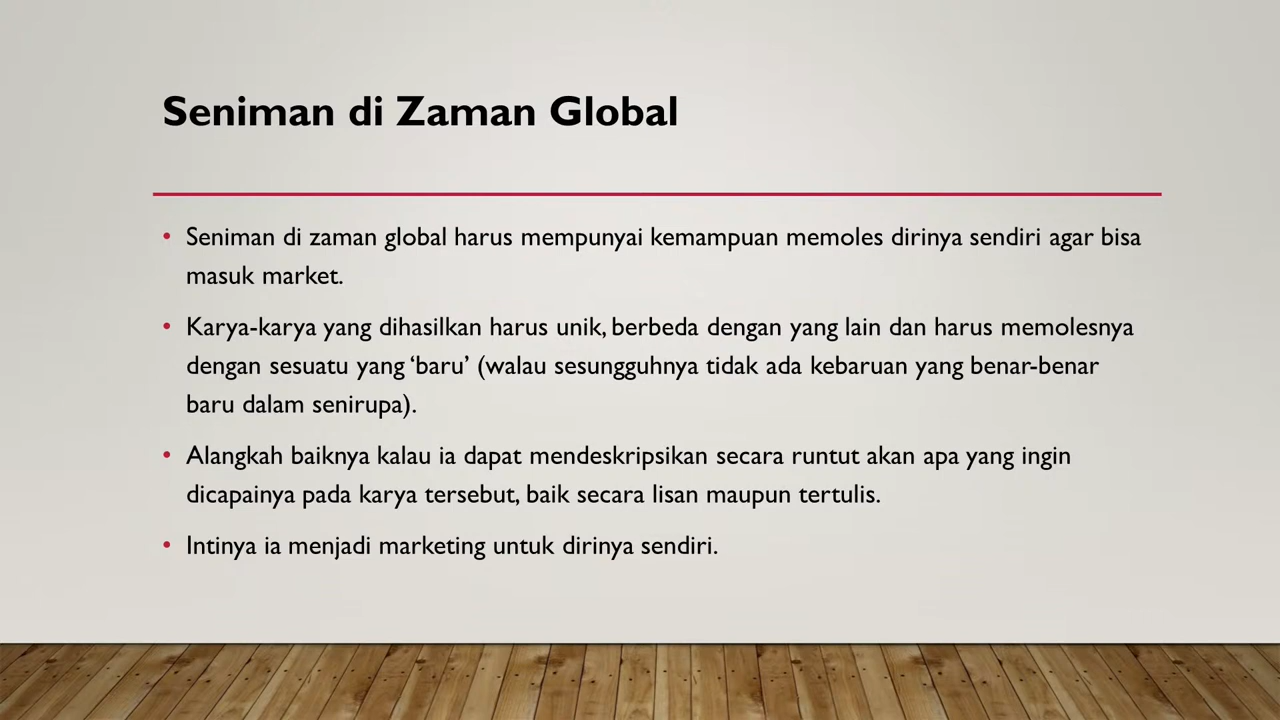 Seniman di Zaman Global
• Seniman di zaman global harus mempunyai kemampuan memoles dirinya sendiri agar bisa
masuk market.
• Karya-karya yang dihasilkan harus unik, berbeda dengan yang lain dan harus memolesnya
dengan sesuatu yang ‘baru’ (walau sesungguhnya tidak ada kebaruan yang benar-benar
baru dalam senirupa).
• Alangkah baiknya kalau ia dapat mendeskripsikan secara runtut akan apa yang ingin
dicapainya pada karya tersebut, baik secara lisan maupun tertulis.
• Intinya ia menjadi marketing untuk dirinya sendiri.